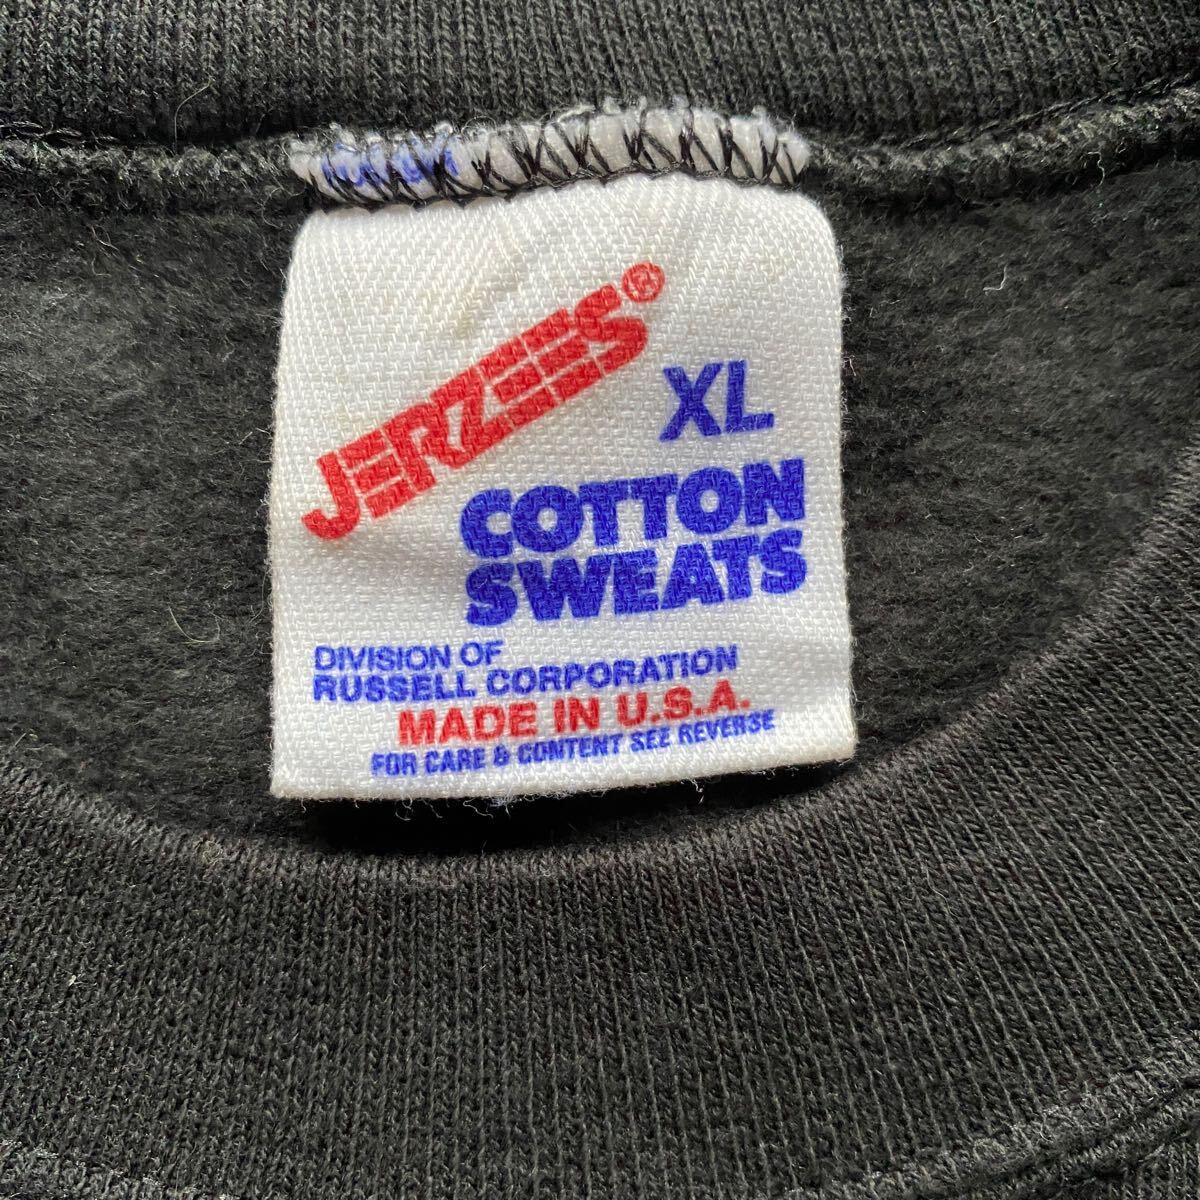 JERZEES®
XL
COTTON
SWEATS
DIVISION OF
RUSSELL CORPORATION
MADE IN U.S.A.
FOR CARE & CONTENT SEE REVERSE